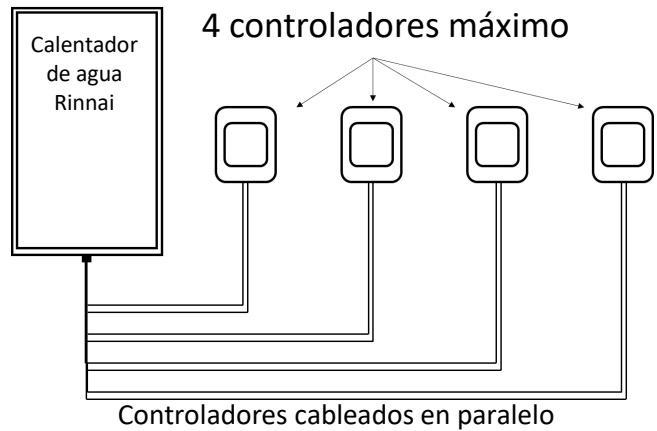 4 controladores máximo
Calentador
de agua
Rinnai
Controladores cableados en paralelo